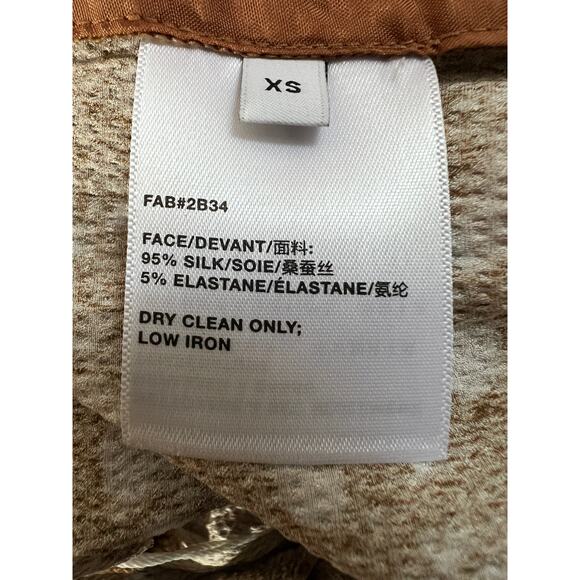 XS
FAB#2B34
FACE/DEVANT/面料:
95% SILK/SOIE/桑蚕丝
5% ELASTANE/ÉLASTANE/氨纶
DRY CLEAN ONLY;
LOW IRON